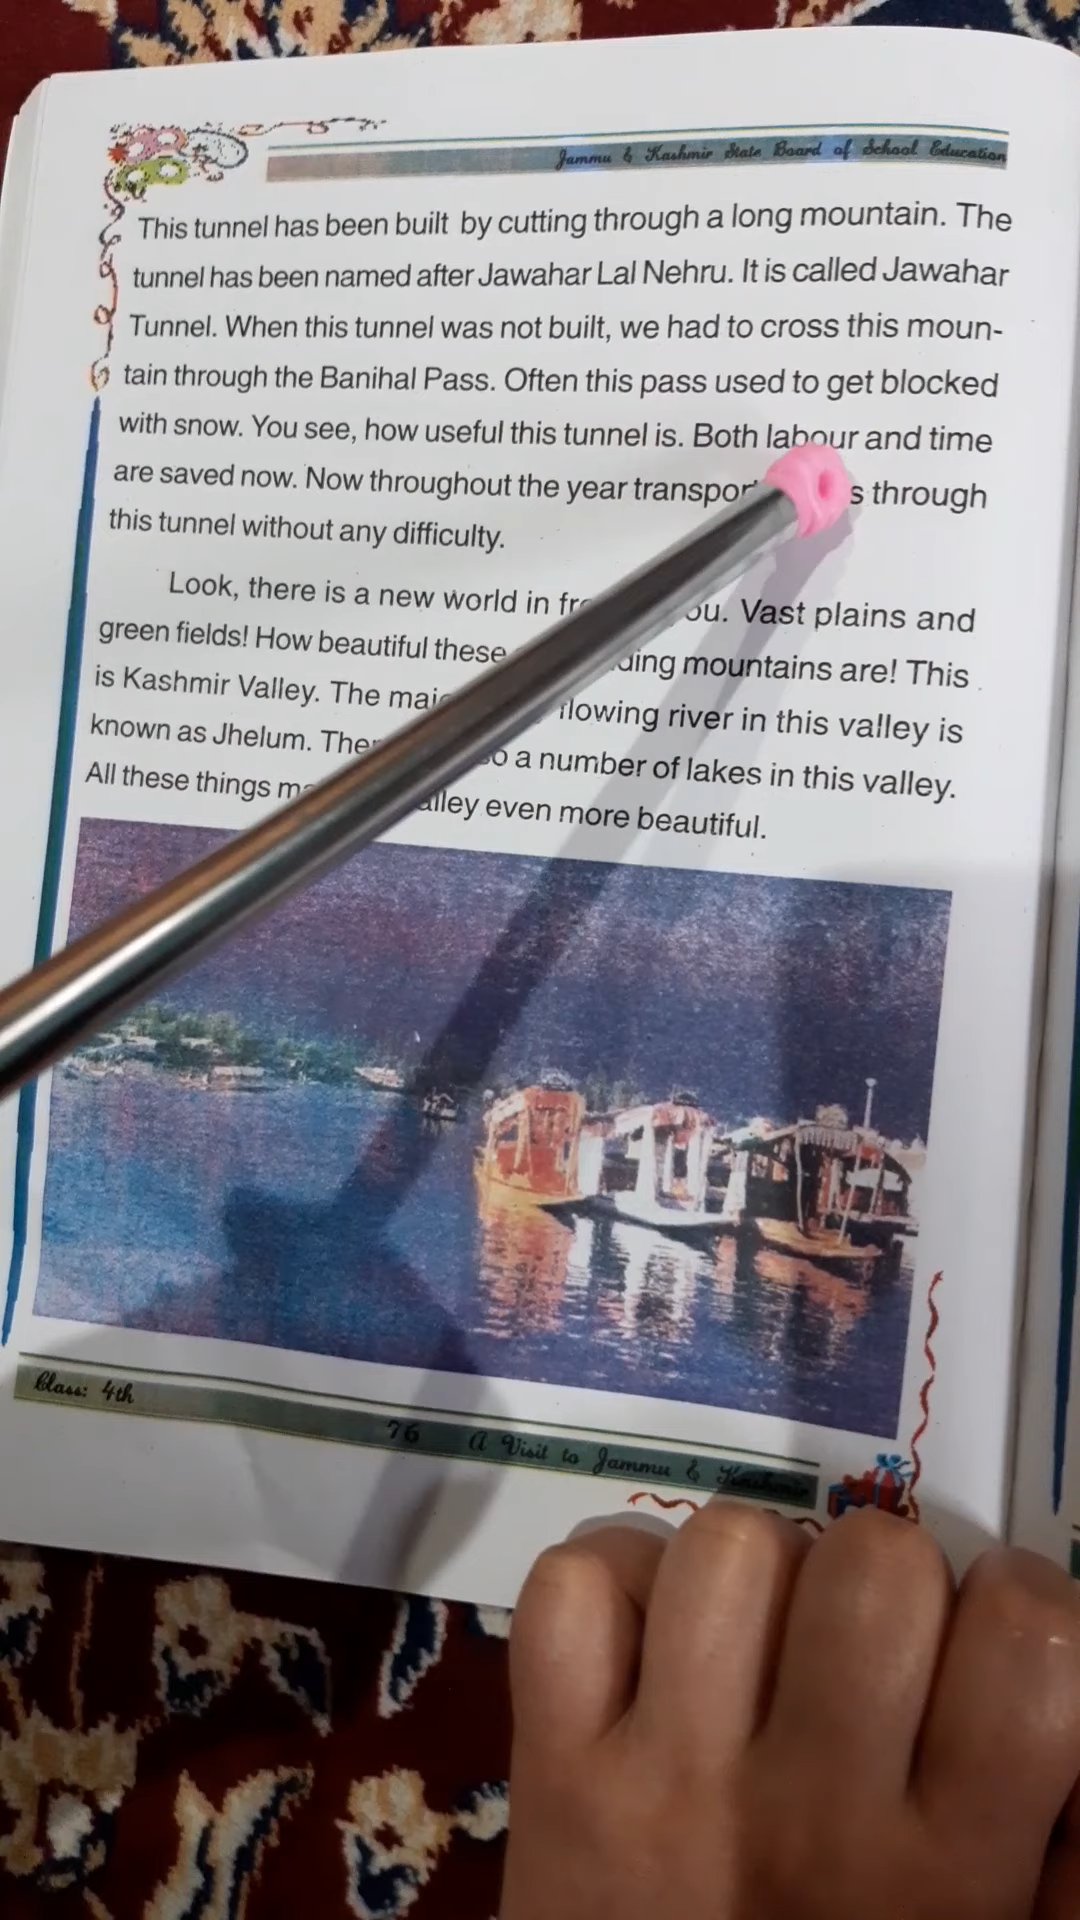 Jammu & Kashmir State Board of School Education
This tunnel has been built by cutting through a long mountain. The
tunnel has been named after Jawahar Lal Nehru. It is called Jawahar
Tunnel. When this tunnel was not built, we had to cross this moun-
tain through the Banihal Pass. Often this pass used to get blocked
with snow. You see, how useful this tunnel is. Both labour and time
are saved now. Now throughout the year through
this tunnel without any difficulty.
Look, there is a new world in ou. Vast plains and
green fields! How beautiful these mountains are! This
is Kashmir Valley. The flowing river in this valley is
known as Jhelum. a number of lakes in this valley.
All these things alley even more beautiful.
Class: 4th
76 A Visit to Jammu & Kashmir